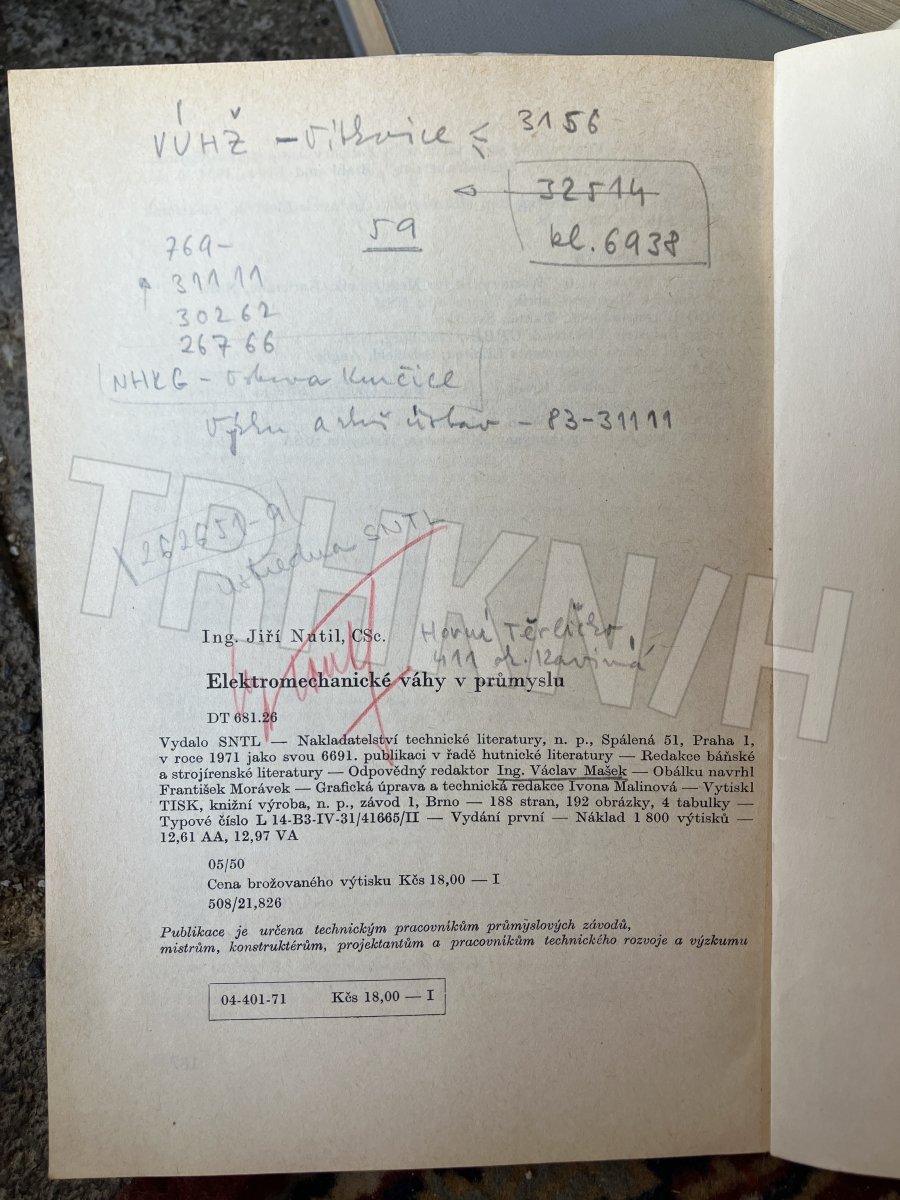 VÚHŽ - Vítkovice ≤ 3156
32514
kl. 6938
59
769-
31111
30262
26766
NHKG - Kunčice
ústav - 83-31111
TRHKNIH
262651-9
ústředna SNTL
Ing. Jiří Nutil, CSc.
Horní Těrlicko
411 ok. Karviná
Elektromechanické váhy v průmyslu
DT 681.26
Vydalo SNTL — Nakladatelství technické literatury, n. p., Spálená 51, Praha 1,
v roce 1971 jako svou 6691. publikaci v řadě hutnické literatury — Redakce báňské
a strojírenské literatury — Odpovědný redaktor Ing. Václav Mašek — Obálku navrhl
František Morávek — Grafická úprava a technická redakce Ivona Malinová — Vytiskl
TISK, knižní výroba, n. p., závod 1, Brno — 188 stran, 192 obrázky, 4 tabulky —
Typové číslo L 14-B3-IV-31/41665/II — Vydání první — Náklad 1 800 výtisků —
12,61 AA, 12,97 VA
05/50
Cena brožovaného výtisku Kčs 18,00 — I
508/21,826
Publikace je určena technickým pracovníkům průmyslových závodů,
mistrům, konstruktérům, projektantům a pracovníkům technického rozvoje a výzkumu
04-401-71 Kčs 18,00 — I